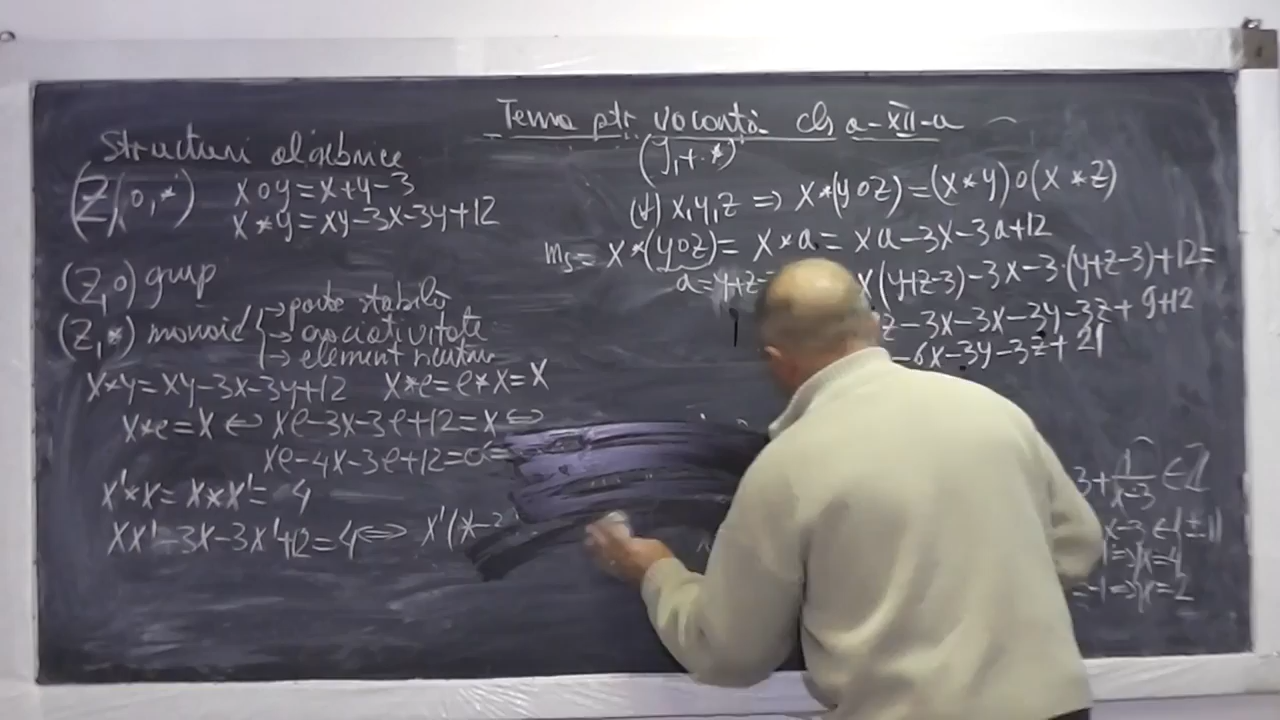 Tema ptr vacanță cls a-XII-a
Structuri algebrice
(Z, o, *) x o y = x+y-3
x*y = xy-3x-3y+12
(Z, o) grup
(Z, *) monoid { → parte stabilă
→ asociativitate
→ element neutru
x*y = xy-3x-3y+12 x*e = e*x = x
x*e = x ⇔ xe-3x-3e+12 = x ⇔
xe-4x-3e+12=0
x'*x = x*x' = 4
xx'-3x-3x'+12=4 ⇔ x'(x-3
(J, +, *)
(∀) x,y,z ⇒ x*(y o z) = (x*y) o (x*z)
ms = x*(y o z) = x*a = xa-3x-3a+12
a = y+z- x(y+z-3)-3x-3·(y+z-3)+12=
z-3x-3x-3y-3z+9+12
-6x-3y-3z+21
3+1/(x-3) ∈ Z
x-3 ∈ {±1}
1 ⇒ x=4
=-1 ⇒ x=2